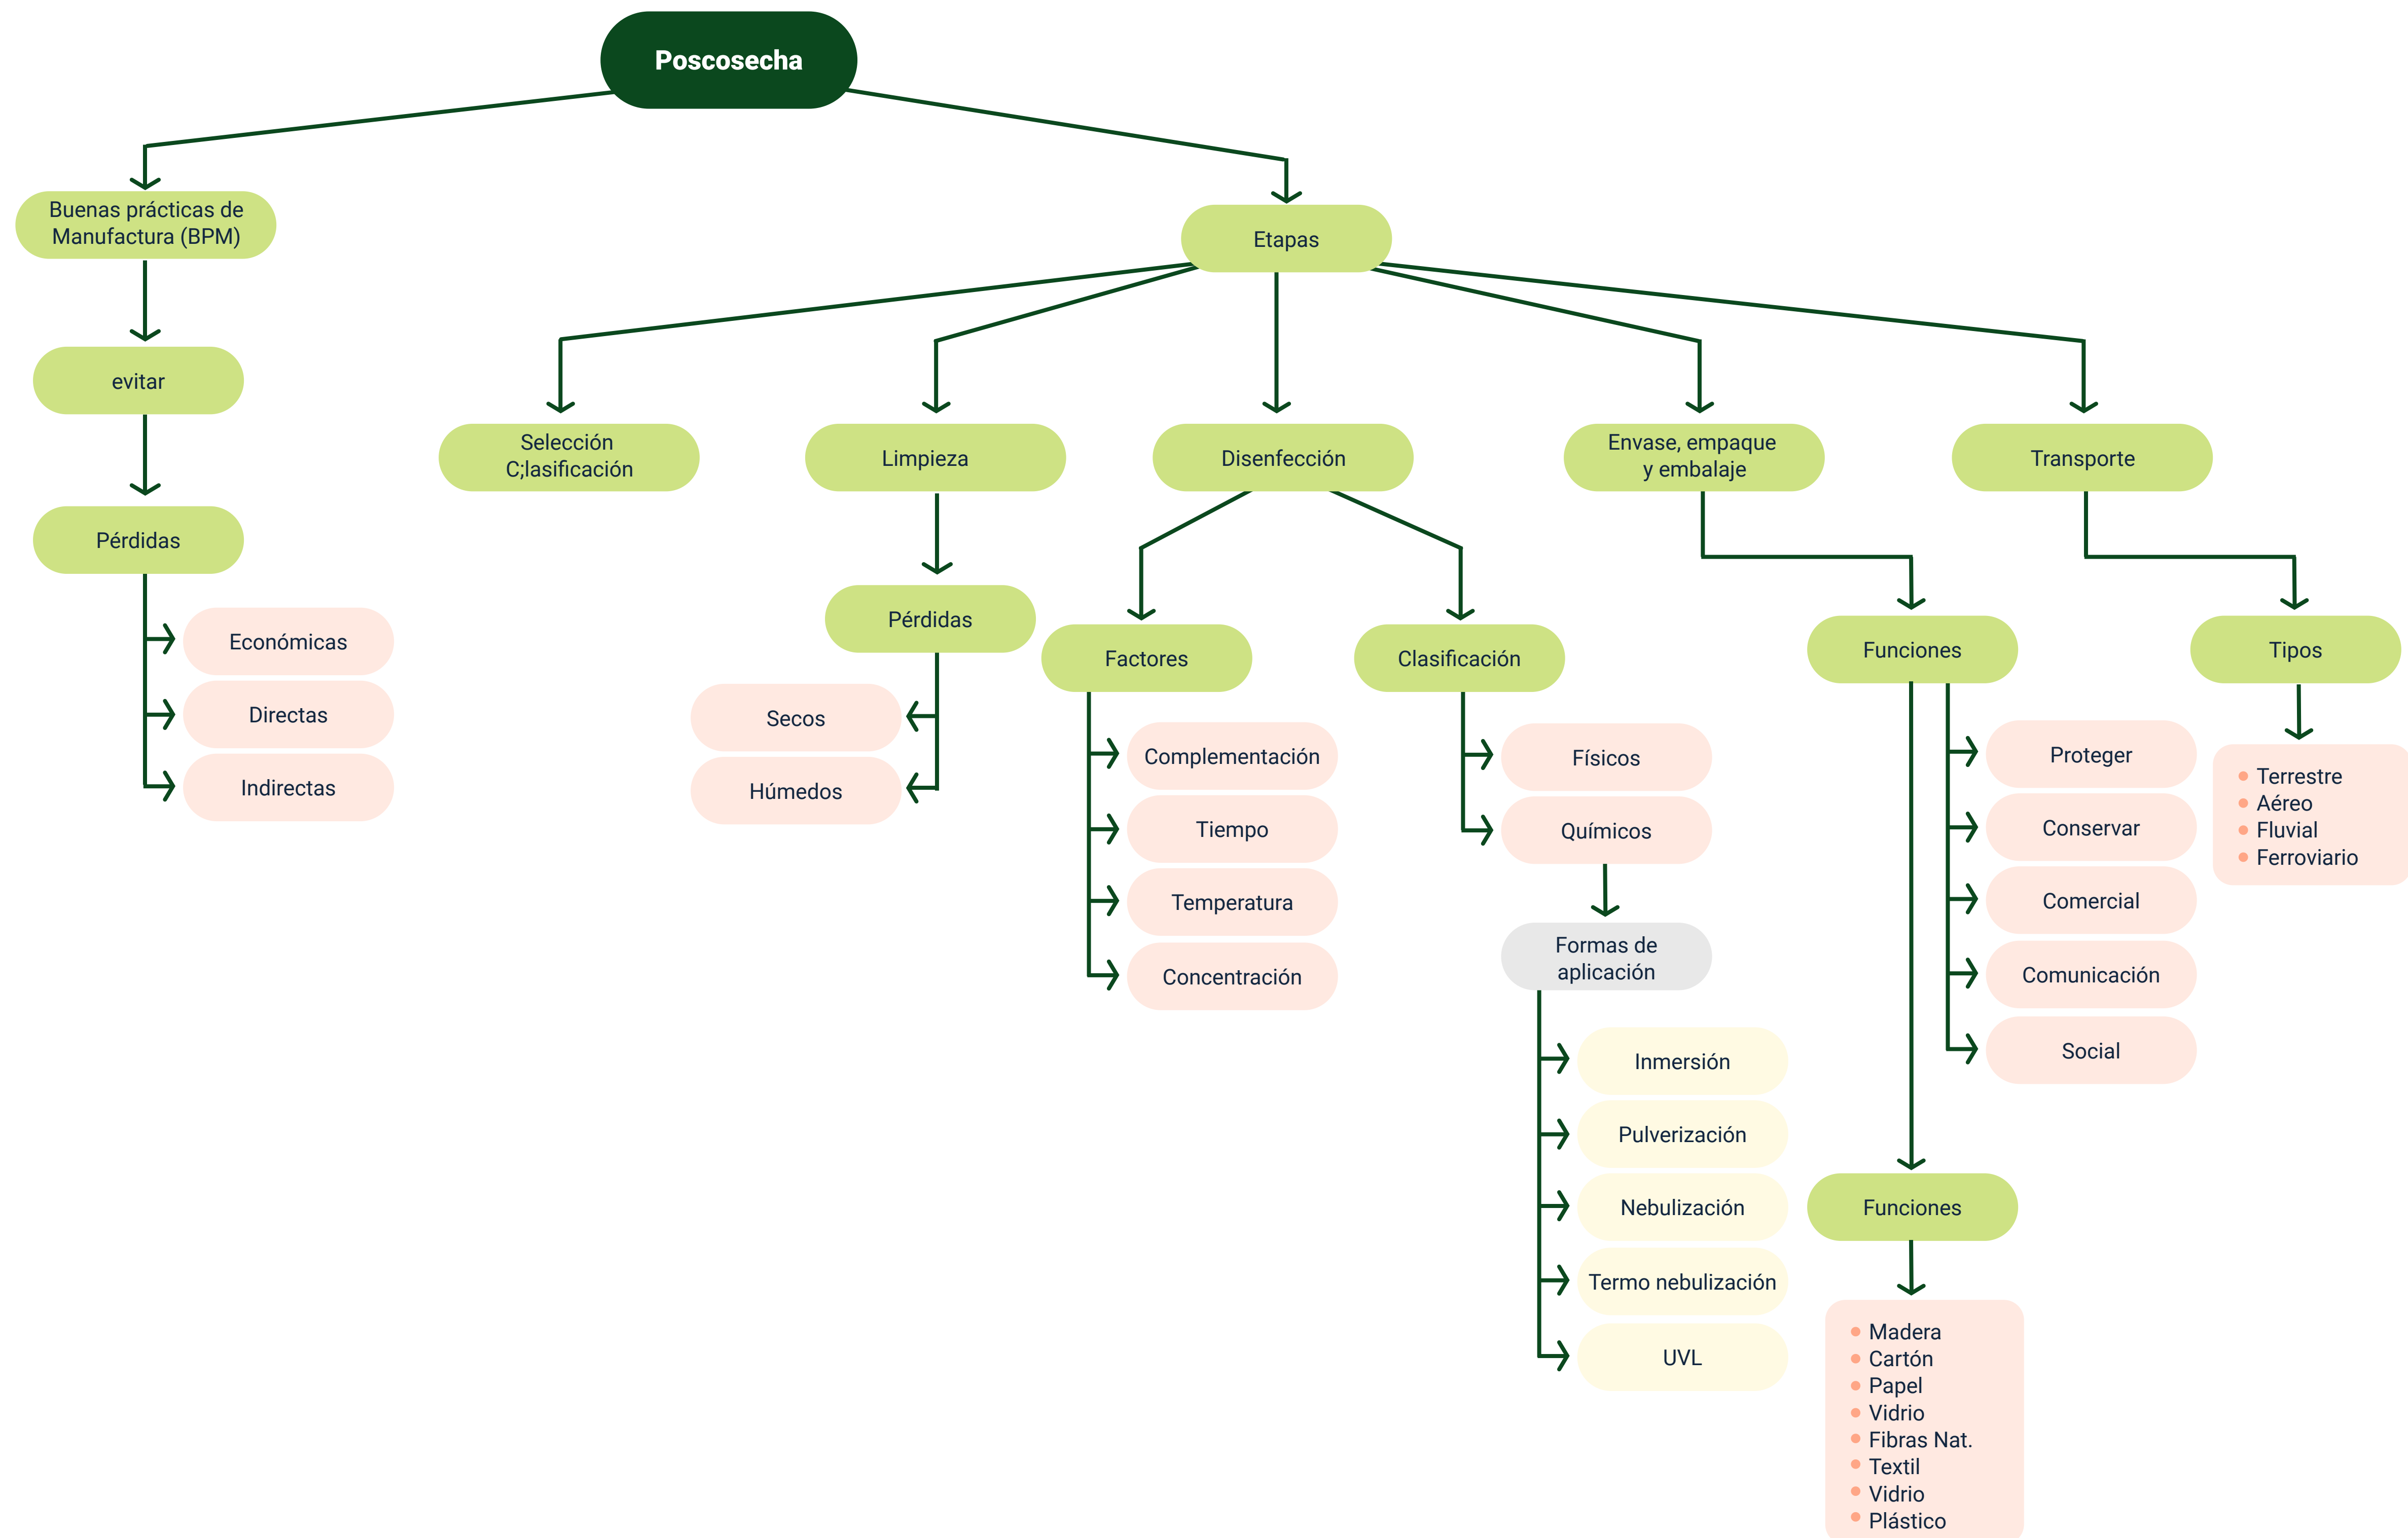 Poscosecha
Buenas prácticas de
Manufactura (BPM)
evitar
Pérdidas
Económicas
Directas
Indirectas
Etapas
Selección
C;lasificación
Limpieza
Pérdidas
Secos
Húmedos
Disenfección
Factores
Complementación
Tiempo
Temperatura
Concentración
Clasificación
Físicos
Químicos
Formas de
aplicación
Inmersión
Pulverización
Nebulización
Termo nebulización
UVL
Envase, empaque
y embalaje
Funciones
Proteger
Conservar
Comercial
Comunicación
Social
Funciones
Madera
Cartón
Papel
Vidrio
Fibras Nat.
Textil
Vidrio
Plástico
Transporte
Tipos
Terrestre
Aéreo
Fluvial
Ferroviario